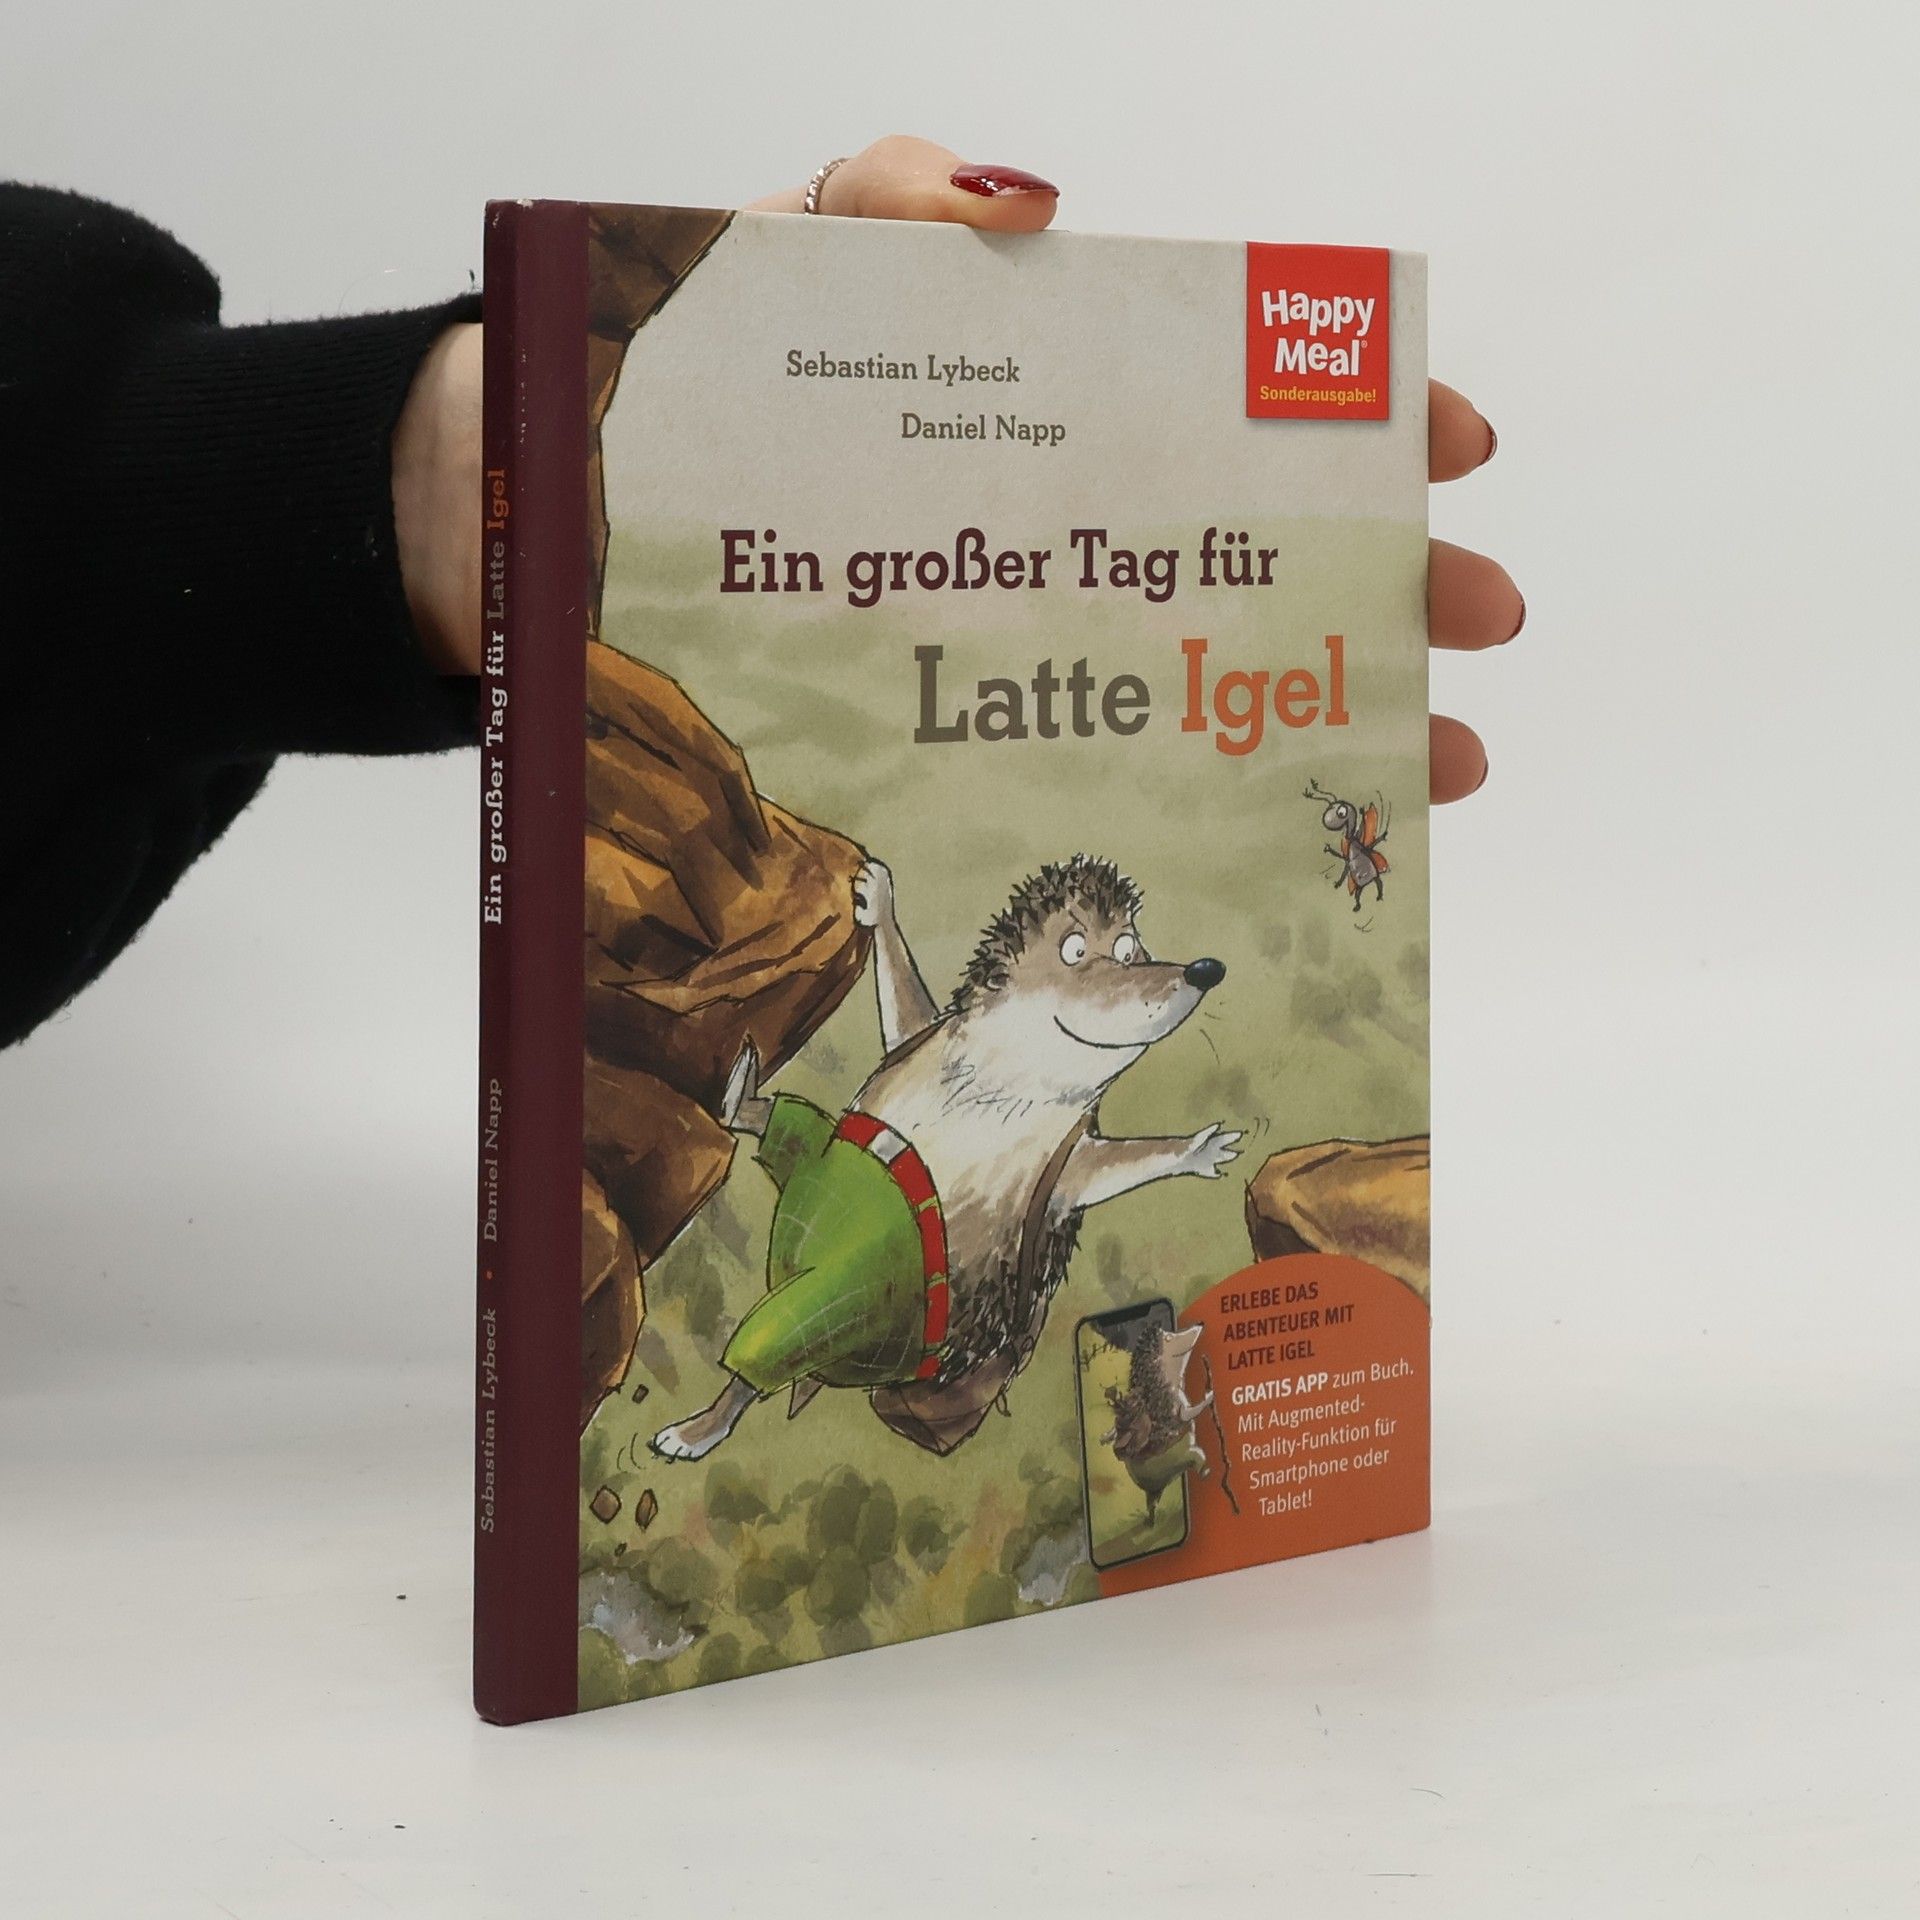 Sebastian Lybeck
Daniel Napp
Happy
Meal®
Sonderausgabe!
Ein großer Tag für
Latte Igel
ERLEBE DAS
ABENTEUER MIT
LATTE IGEL
GRATIS APP zum Buch.
Mit Augmented-
Reality-Funktion für
Smartphone oder
Tablet!
Sebastian Lybeck • Daniel Napp Ein großer Tag für Latte Igel